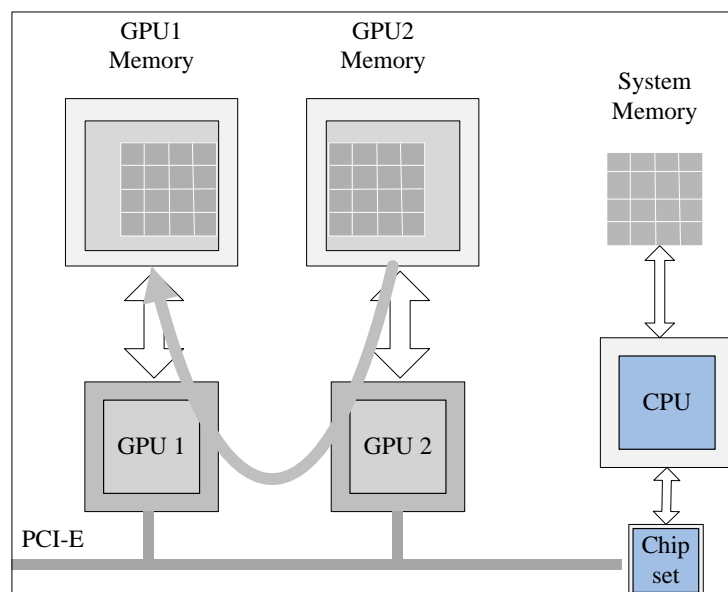 GPU1
Memory
GPU2
Memory
System
Memory
CPU
GPU 1
GPU 2
PCI-E
Chip
set